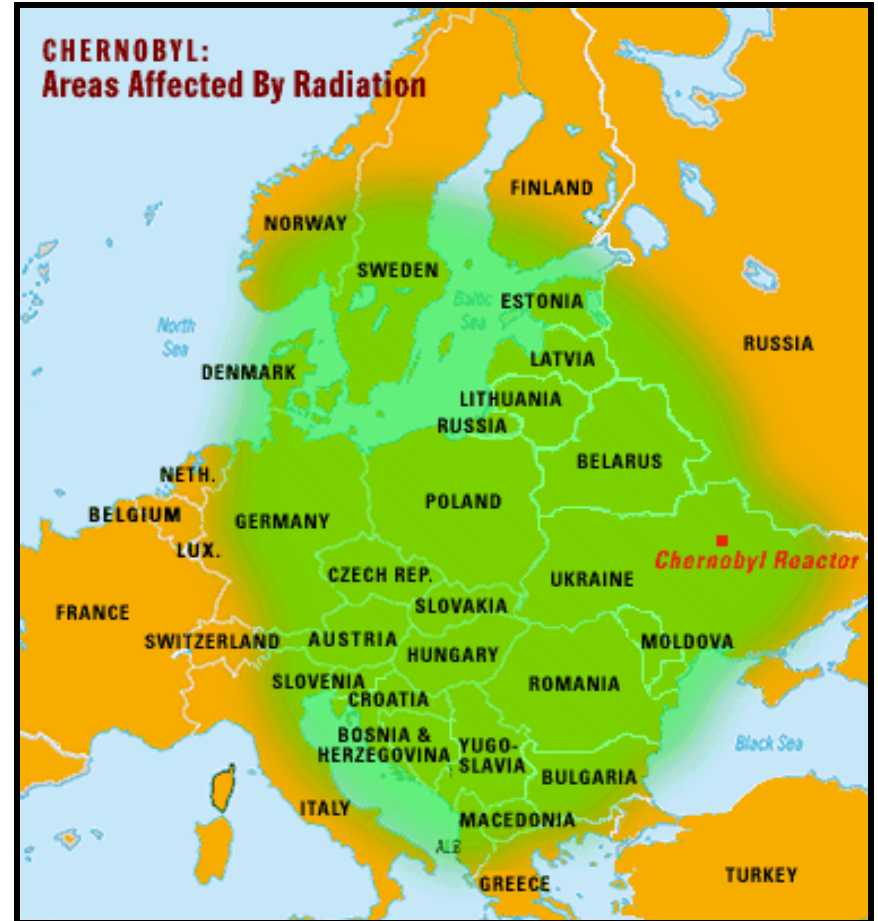 CHERNOBYL:
Areas Affected By Radiation
FINLAND
NORWAY
SWEDEN
Baltic
Sea
ESTONIA
North
Sea
RUSSIA
LATVIA
DENMARK
LITHUANIA
RUSSIA
BELARUS
NETH.
POLAND
BELGIUM
GERMANY
LUX.
Chernobyl Reactor
CZECH REP.
UKRAINE
SLOVAKIA
FRANCE
SWITZERLAND
AUSTRIA
MOLDOVA
HUNGARY
SLOVENIA
ROMANIA
CROATIA
BOSNIA &
HERZEGOVINA
YUGO-
SLAVIA
Black Sea
BULGARIA
ITALY
MACEDONIA
ALB
TURKEY
GREECE